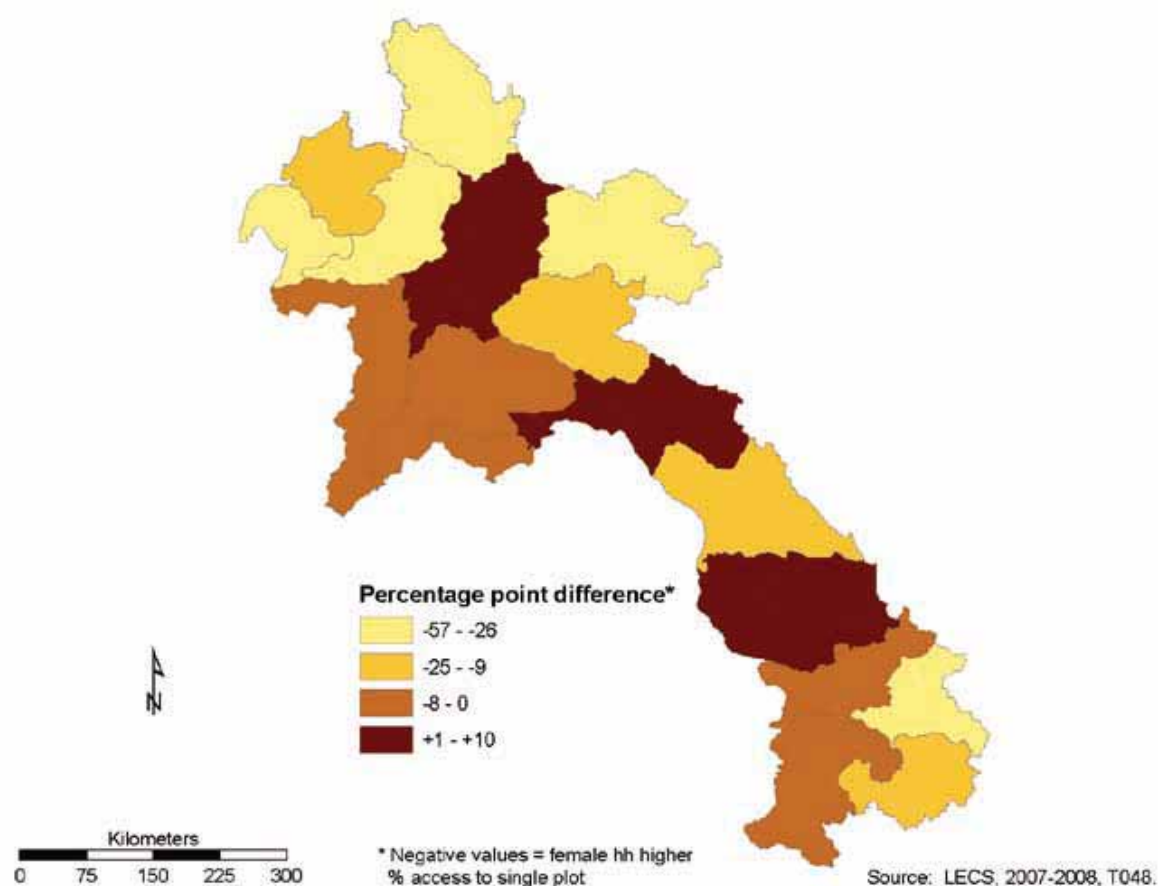 Percentage point difference*
-57 - -26
-25 - -9
-8 - 0
+1 - +10
N
Kilometers
0 75 150 225 300
* Negative values = female hh higher
% access to single plot
Source: LECS, 2007-2008, T048.